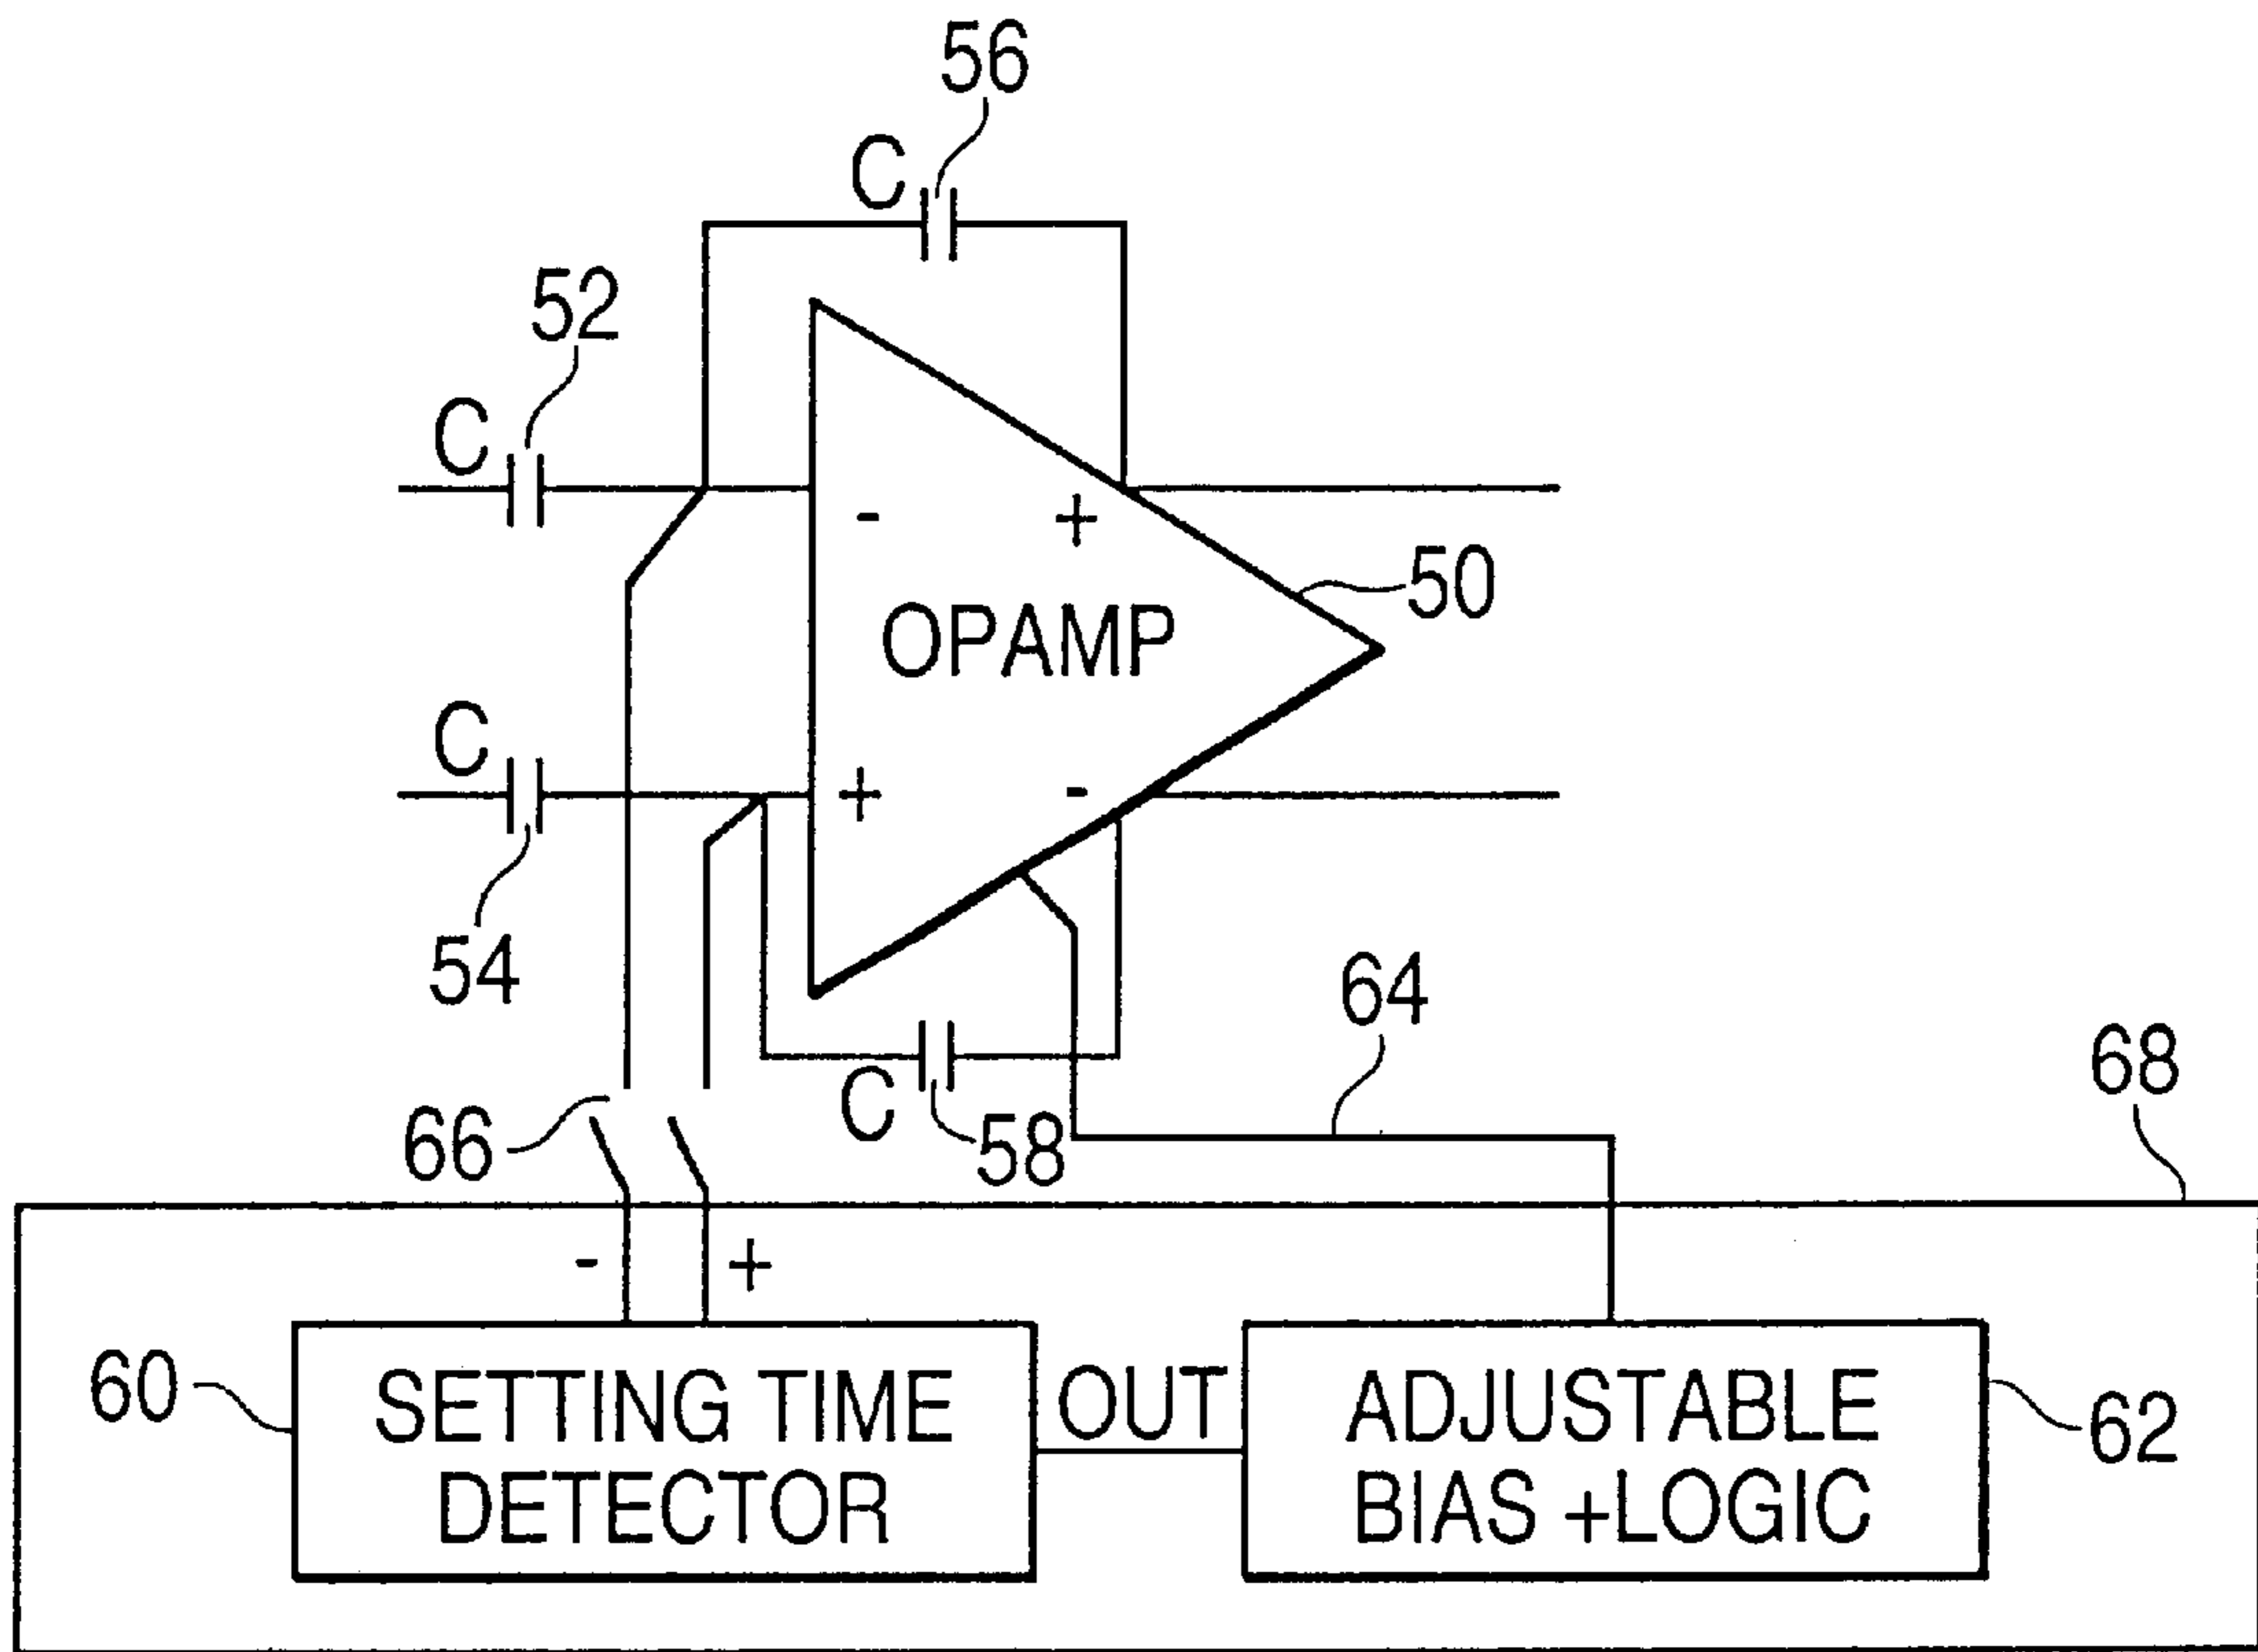 56
C
52
C
- +
50
OPAMP
C
+ -
54
64
C
58
66
68
- +
60
SETTING TIME
DETECTOR
OUT
ADJUSTABLE
BIAS +LOGIC
62